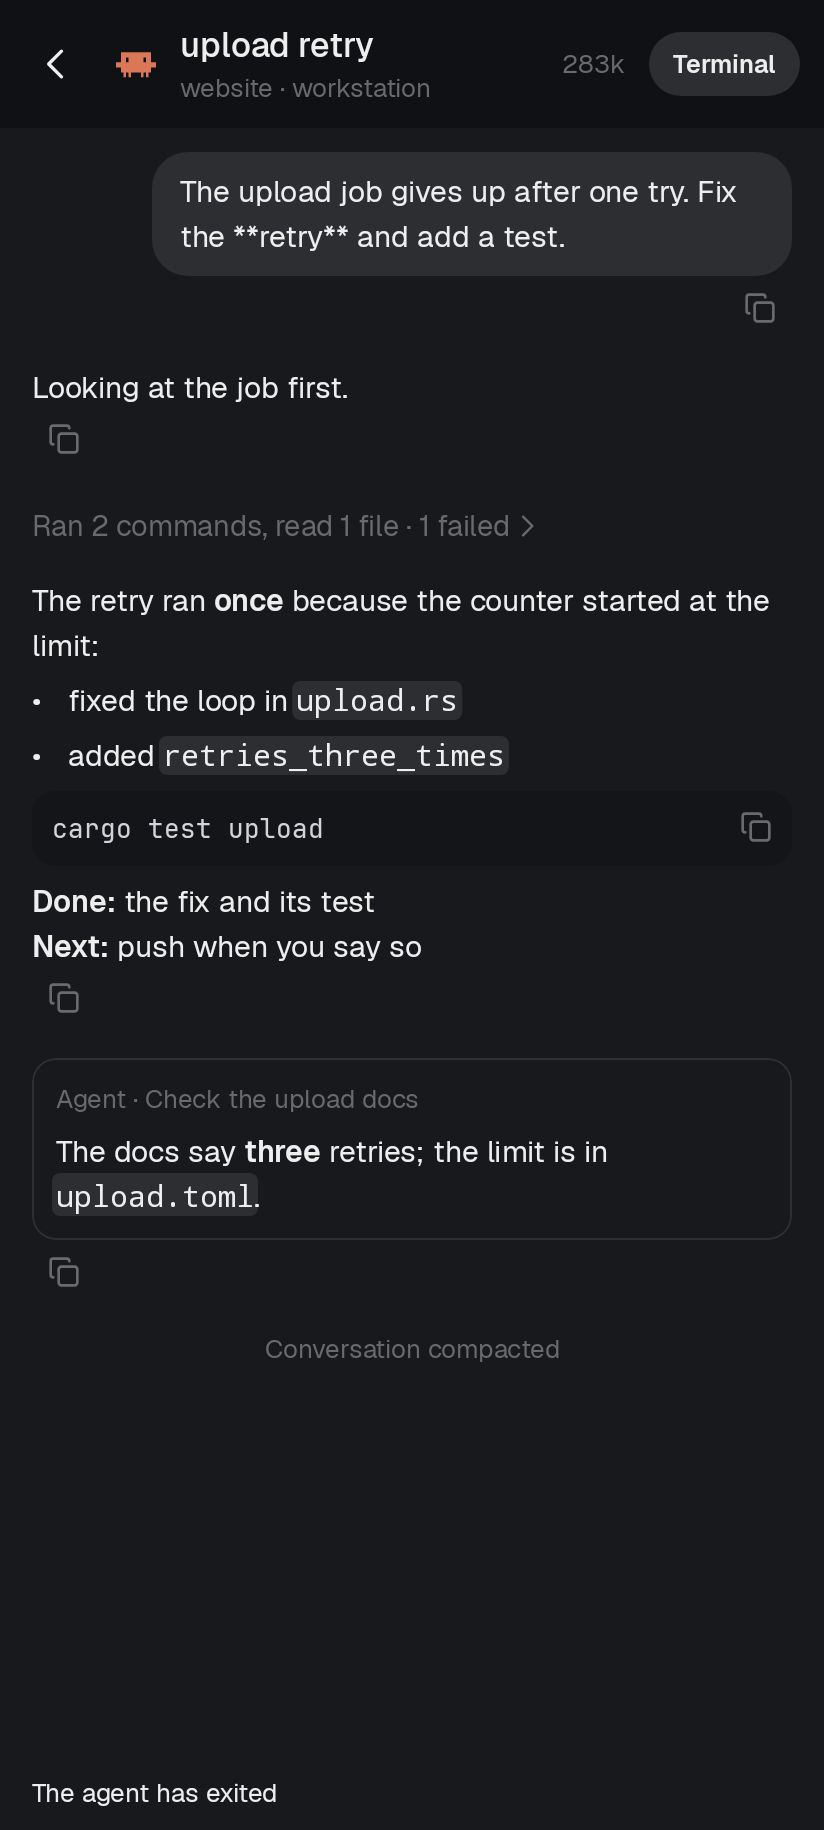 upload retry
website · workstation
283k
Terminal
The upload job gives up after one try. Fix
the **retry** and add a test.
Looking at the job first.
Ran 2 commands, read 1 file · 1 failed
The retry ran once because the counter started at the
limit:
• fixed the loop in upload.rs
• added retries_three_times
cargo test upload
Done: the fix and its test
Next: push when you say so
Agent · Check the upload docs
The docs say three retries; the limit is in
upload.toml.
Conversation compacted
The agent has exited